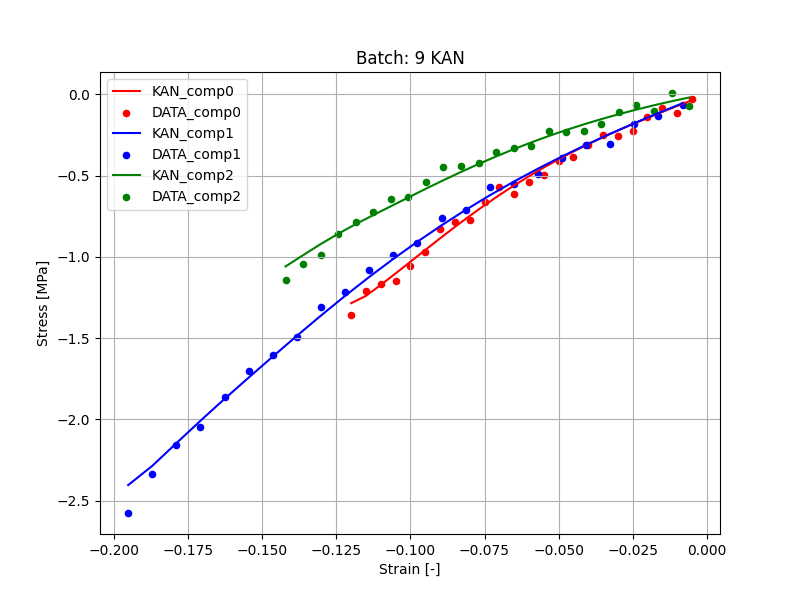 Batch: 9 KAN
KAN_comp0
DATA_comp0
KAN_comp1
DATA_comp1
KAN_comp2
DATA_comp2
0.0
−0.5
−1.0
−1.5
−2.0
−2.5
Stress [MPa]
−0.200 −0.175 −0.150 −0.125 −0.100 −0.075 −0.050 −0.025 0.000
Strain [-]